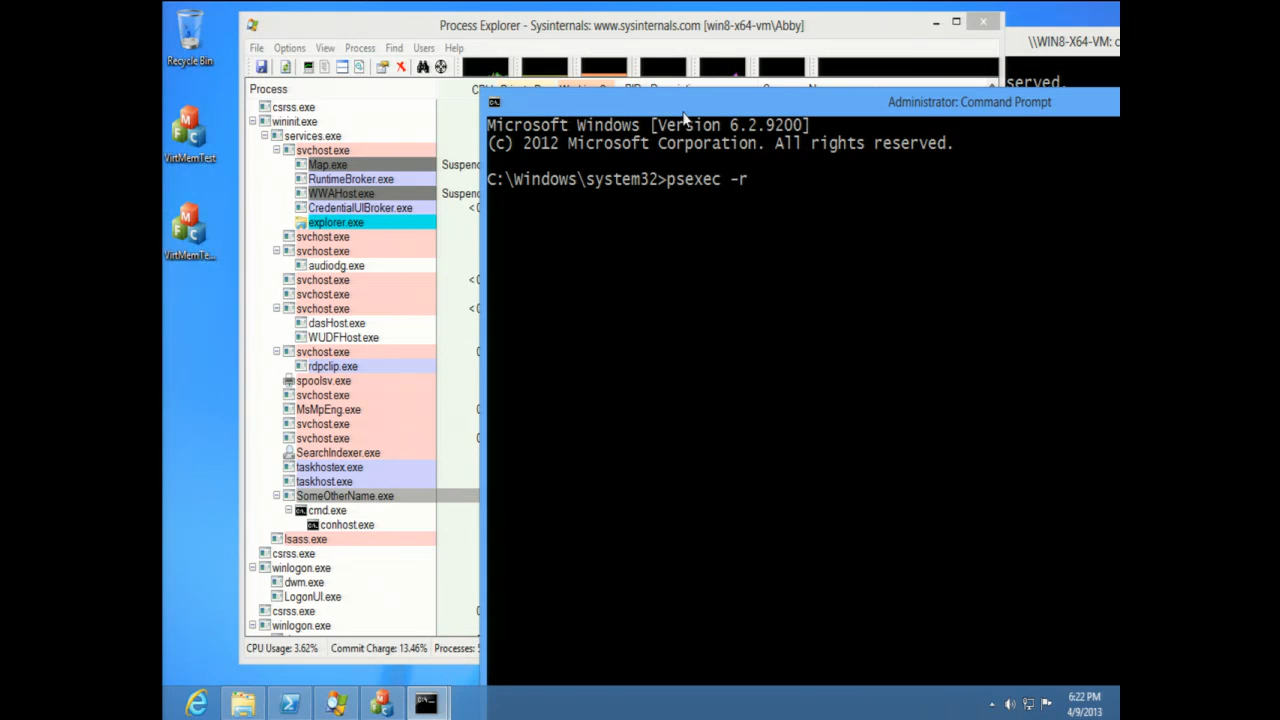 Recycle Bin
VirtMemTest
VirtMemTe...
Process Explorer - Sysinternals: www.sysinternals.com [win8-x64-vm\Abby]
File Options View Process Find Users Help
Process
csrss.exe
wininit.exe
services.exe
svchost.exe
Map.exe Suspend
RuntimeBroker.exe
WWAHost.exe Suspend
CredentialUIBroker.exe <
explorer.exe
svchost.exe
svchost.exe
audiodg.exe
svchost.exe <
svchost.exe
svchost.exe <
dasHost.exe
WUDFHost.exe
svchost.exe
rdpclip.exe
spoolsv.exe
svchost.exe
MsMpEng.exe
svchost.exe
svchost.exe
SearchIndexer.exe
taskhostex.exe
taskhost.exe
SomeOtherName.exe
cmd.exe
conhost.exe
lsass.exe
csrss.exe
winlogon.exe
dwm.exe
LogonUI.exe
csrss.exe
winlogon.exe
CPU Usage: 3.62% Commit Charge: 13.46% Processes:
\\WIN8-X64-VM: c
erved.
Administrator: Command Prompt
Microsoft Windows [Version 6.2.9200]
(c) 2012 Microsoft Corporation. All rights reserved.
C:\Windows\system32>psexec -r
6:22 PM
4/9/2013